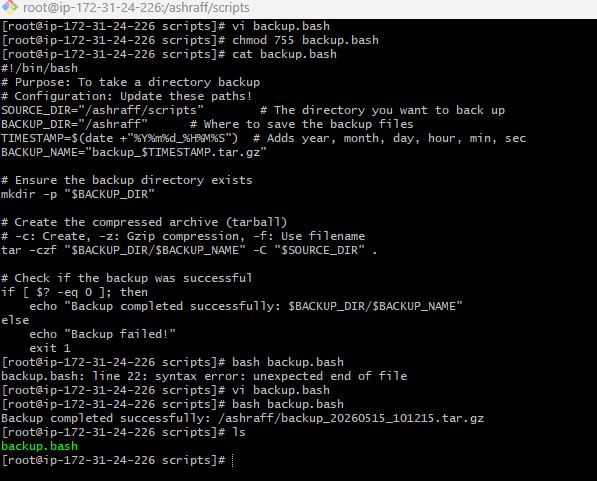 root@ip-172-31-24-226:/ashraff/scripts
[root@ip-172-31-24-226 scripts]# vi backup.bash
[root@ip-172-31-24-226 scripts]# chmod 755 backup.bash
[root@ip-172-31-24-226 scripts]# cat backup.bash
#!/bin/bash
# Purpose: To take a directory backup
# Configuration: Update these paths!
SOURCE_DIR="/ashraff/scripts"        # The directory you want to back up
BACKUP_DIR="/ashraff"      # Where to save the backup files
TIMESTAMP=$(date +"%Y%m%d_%H%M%S")  # Adds year, month, day, hour, min, sec
BACKUP_NAME="backup_$TIMESTAMP.tar.gz"

# Ensure the backup directory exists
mkdir -p "$BACKUP_DIR"

# Create the compressed archive (tarball)
# -c: Create, -z: Gzip compression, -f: Use filename
tar -czf "$BACKUP_DIR/$BACKUP_NAME" -C "$SOURCE_DIR" .

# Check if the backup was successful
if [ $? -eq 0 ]; then
    echo "Backup completed successfully: $BACKUP_DIR/$BACKUP_NAME"
else
    echo "Backup failed!"
    exit 1
[root@ip-172-31-24-226 scripts]# bash backup.bash
backup.bash: line 22: syntax error: unexpected end of file
[root@ip-172-31-24-226 scripts]# vi backup.bash
[root@ip-172-31-24-226 scripts]# bash backup.bash
Backup completed successfully: /ashraff/backup_20260515_101215.tar.gz
[root@ip-172-31-24-226 scripts]# ls
backup.bash
[root@ip-172-31-24-226 scripts]#